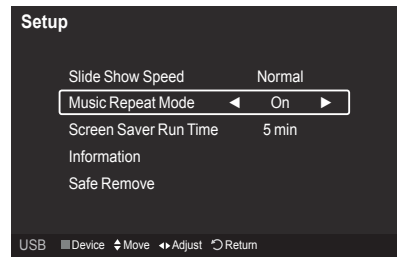 Setup
Slide Show Speed Normal
Music Repeat Mode ◄ On ►
Screen Saver Run Time 5 min
Information
Safe Remove
USB Device Move Adjust Return